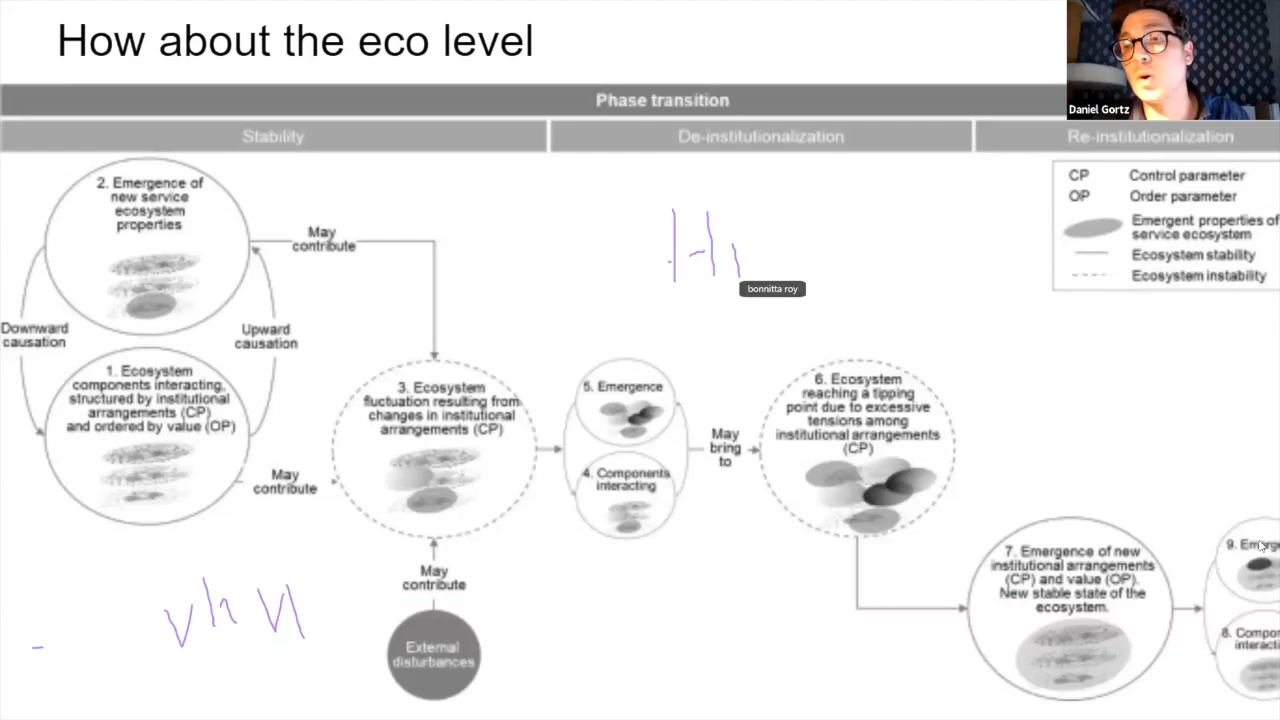 How about the eco level
Daniel Gortz
Phase transition
Stability
De-institutionalization
Re-institutionalization
2. Emergence of
new service
ecosystem
properties
May
contribute
Downward
causation
Upward
causation
1. Ecosystem
components interacting,
structured by institutional
arrangements (CP)
and ordered by value (OP)
May
contribute
3. Ecosystem
fluctuation resulting from
changes in institutional
arrangements (CP)
May
contribute
External
disturbances
5. Emergence
4. Components
interacting
May
bring
to
6. Ecosystem
reaching a tipping
point due to excessive
tensions among
institutional arrangements
(CP)
CP Control parameter
OP Order parameter
Emergent properties of
service ecosystem
Ecosystem stability
Ecosystem instability
bonnitta roy
7. Emergence of new
institutional arrangements
(CP) and value (OP).
New stable state of the
ecosystem.
9.
8.